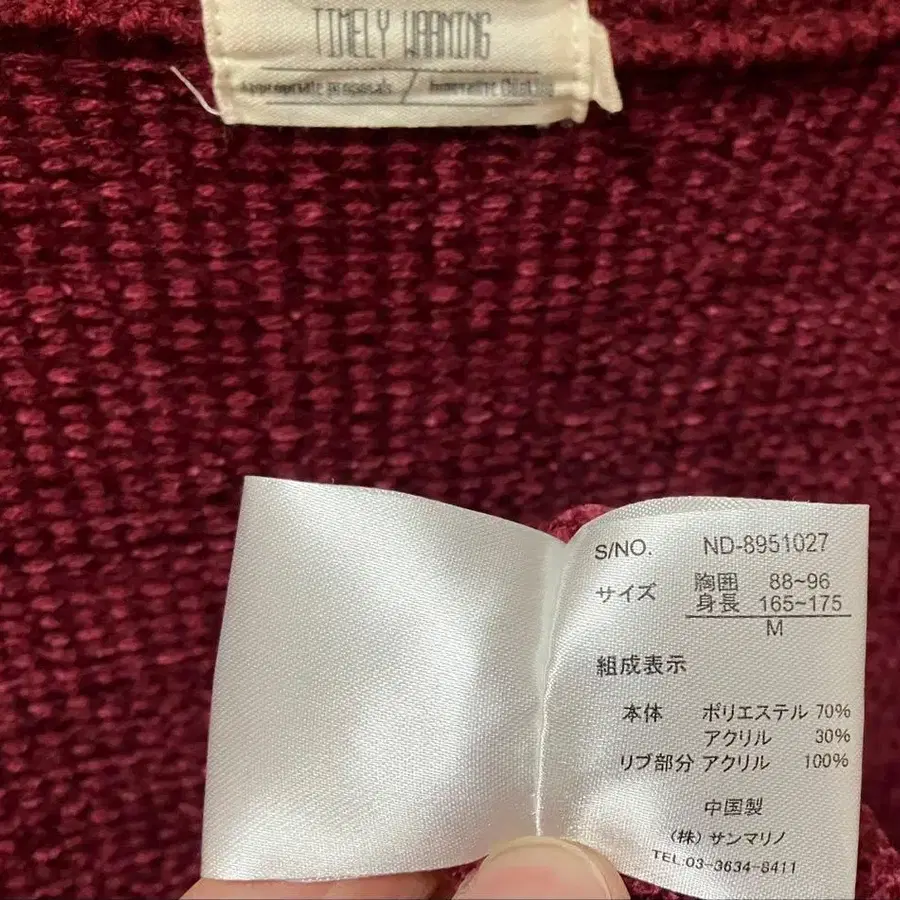 TIMELY WARNING
Appropriate proposals /
S/NO. ND-8951027
サイズ 胸囲 88~96
身長 165~175
M
組成表示
本体 ポリエステル 70%
アクリル 30%
リブ部分 アクリル 100%
中国製
(株) サンマリノ
TEL:03-3634-8411